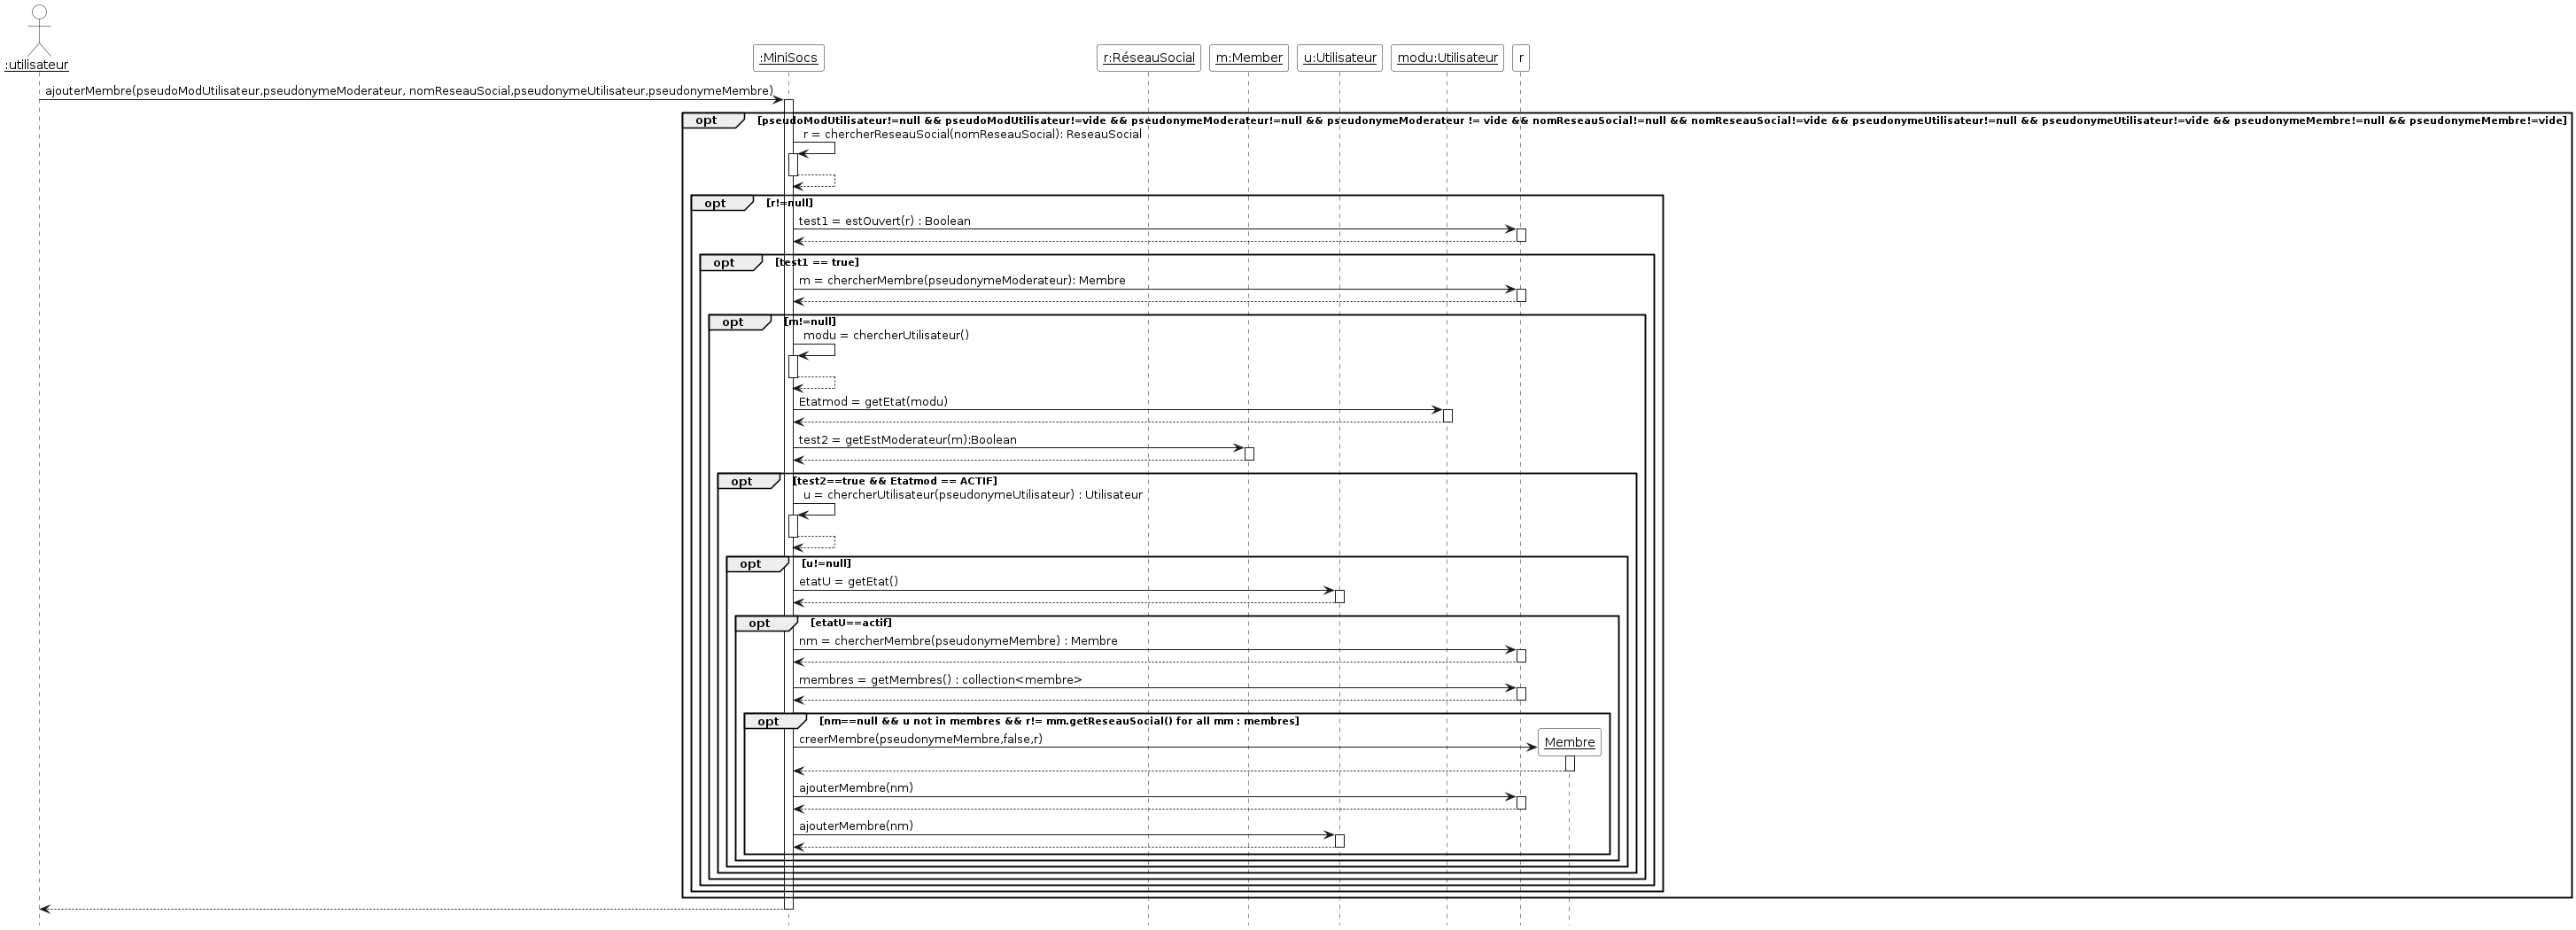 :utilisateur
:MiniSocs
r:RéseauSocial
m:Member
u:Utilisateur
modu:Utilisateur
r
ajouterMembre(pseudoModUtilisateur,pseudonymeModerateur, nomReseauSocial,pseudonymeUtilisateur,pseudonymeMembre)
opt [pseudoModUtilisateur!=null && pseudoModUtilisateur!=vide && pseudonymeModerateur!=null && pseudonymeModerateur != vide && nomReseauSocial!=null && nomReseauSocial!=vide && pseudonymeUtilisateur!=null && pseudonymeUtilisateur!=vide && pseudonymeMembre!=null && pseudonymeMembre!=vide]
r = chercherReseauSocial(nomReseauSocial): ReseauSocial
opt [r!=null]
test1 = estOuvert(r) : Boolean
opt [test1 == true]
m = chercherMembre(pseudonymeModerateur): Membre
opt [m!=null]
modu = chercherUtilisateur()
Etatmod = getEtat(modu)
test2 = getEstModerateur(m):Boolean
opt [test2==true && Etatmod == ACTIF]
u = chercherUtilisateur(pseudonymeUtilisateur) : Utilisateur
opt [u!=null]
etatU = getEtat()
opt [etatU==actif]
nm = chercherMembre(pseudonymeMembre) : Membre
membres = getMembres() : collection<membre>
opt [nm==null && u not in membres && r!= mm.getReseauSocial() for all mm : membres]
creerMembre(pseudonymeMembre,false,r)
Membre
ajouterMembre(nm)
ajouterMembre(nm)